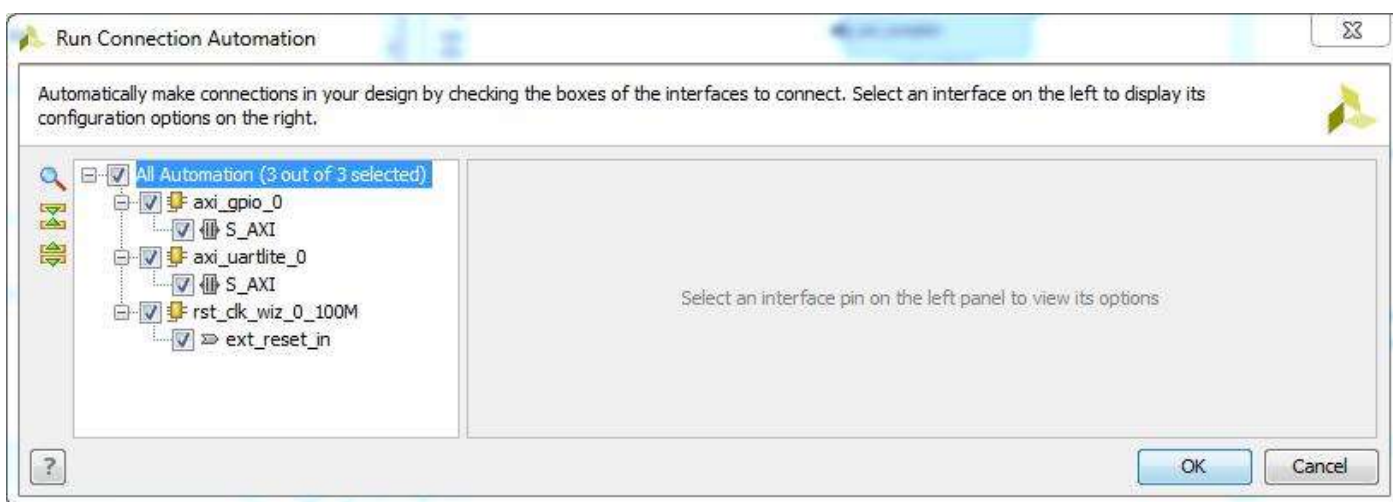 Run Connection Automation
Automatically make connections in your design by checking the boxes of the interfaces to connect. Select an interface on the left to display its
configuration options on the right.
All Automation (3 out of 3 selected)
axi_gpio_0
S_AXI
axi_uartlite_0
S_AXI
rst_clk_wiz_0_100M
ext_reset_in
Select an interface pin on the left panel to view its options
?
OK
Cancel